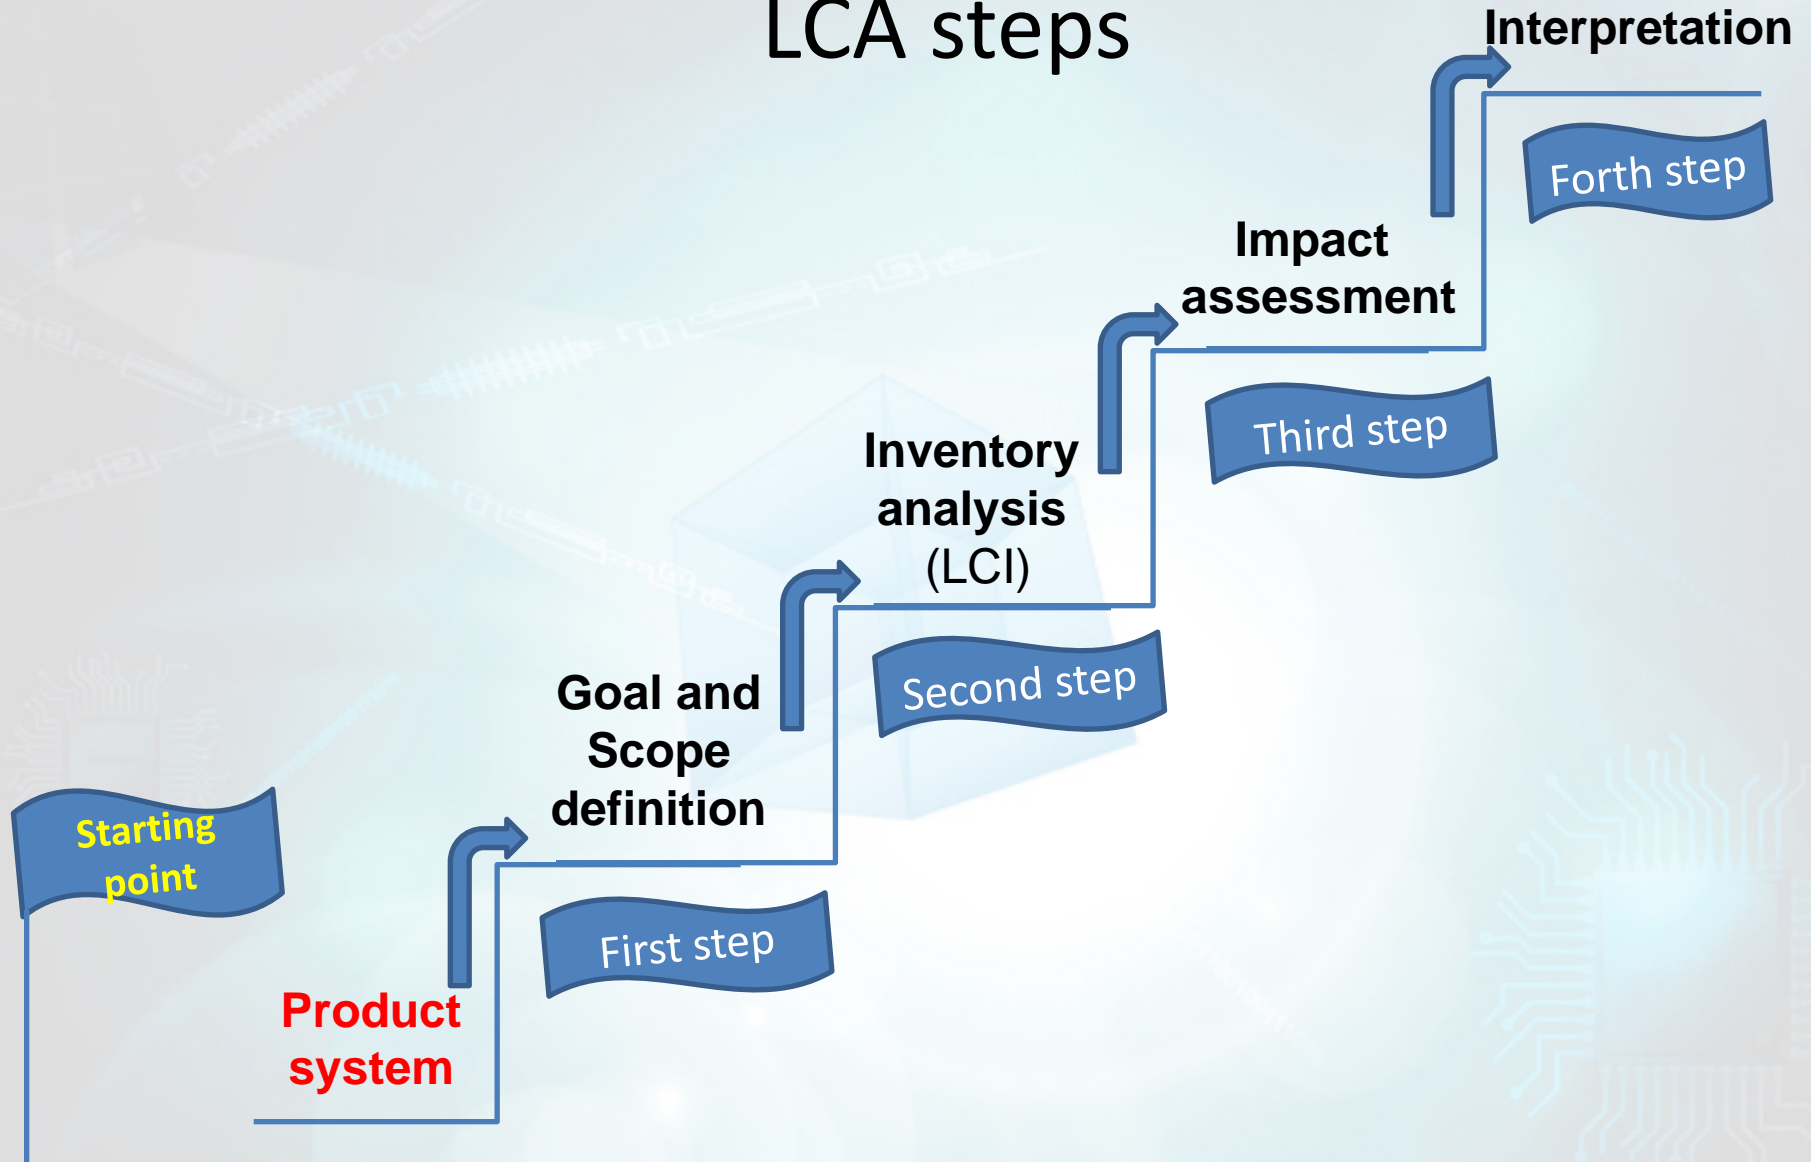 LCA steps
Interpretation
Forth step
Impact
assessment
Third step
Inventory
analysis
(LCI)
Second step
Goal and
Scope
definition
First step
Starting
point
Product
system